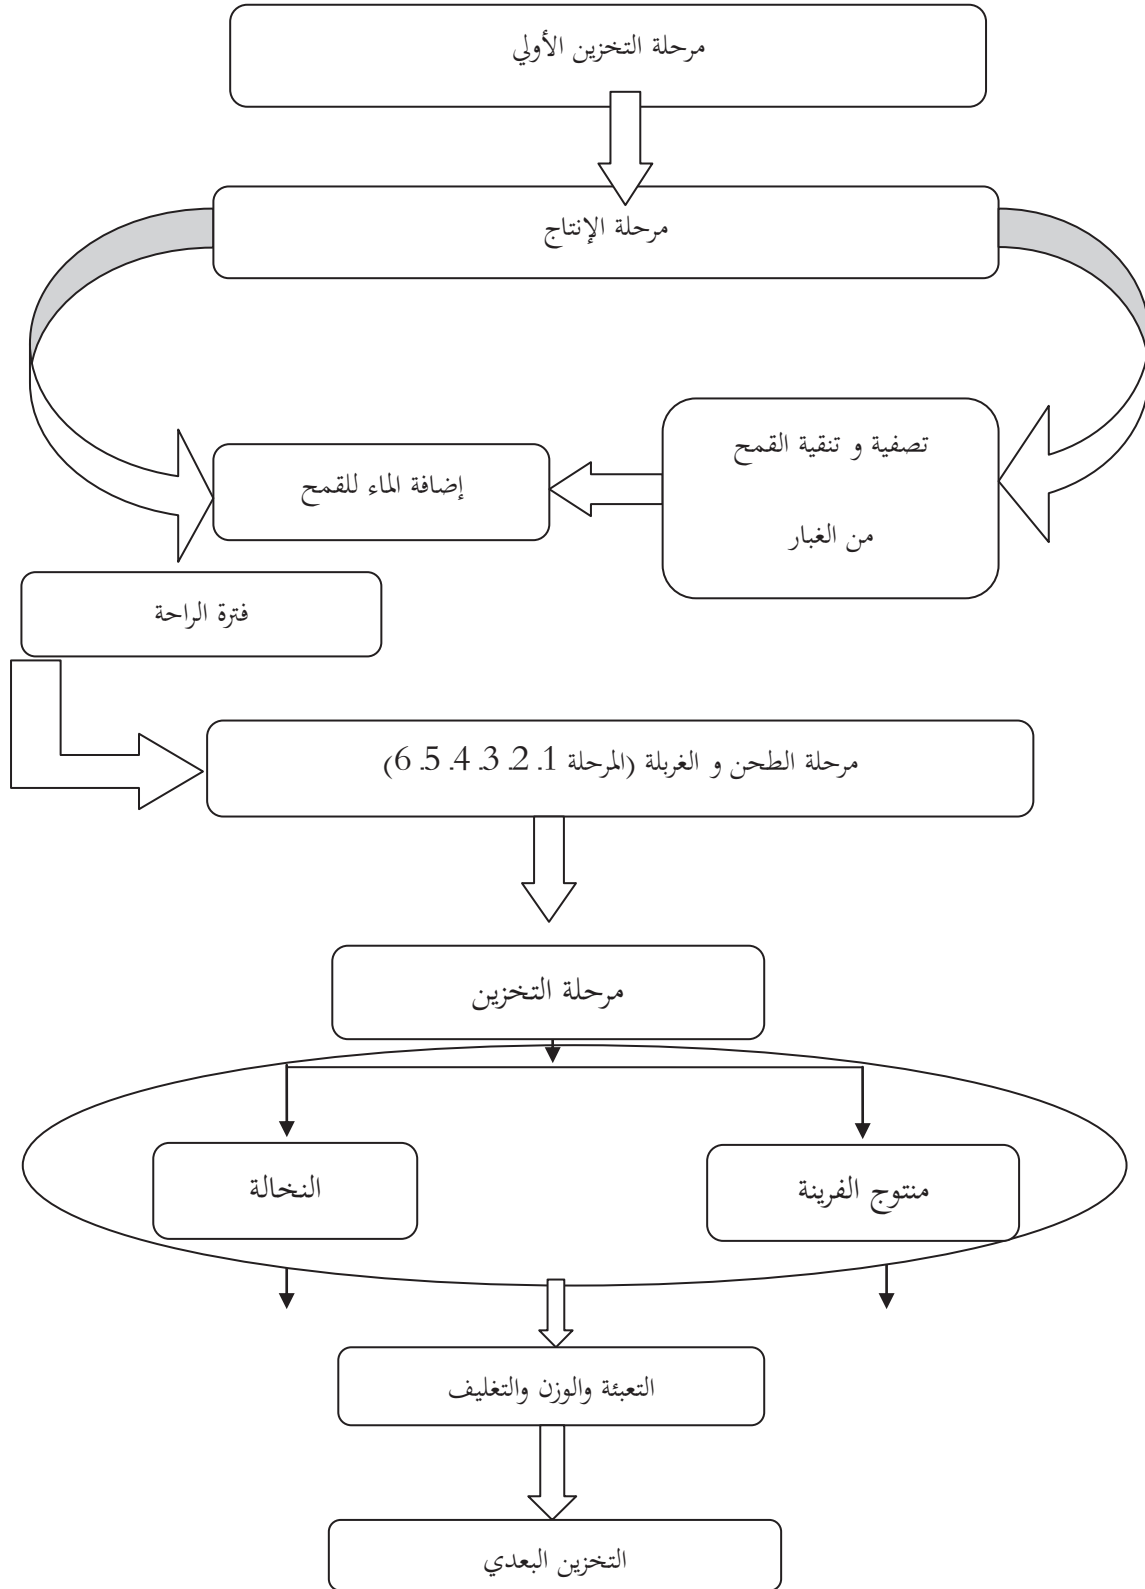 مرحلة التخزين الأولي
مرحلة الإنتاج
تصفية و تنقية القمح
من الغبار
إضافة الماء للقمح
فترة الراحة
مرحلة الطحن و الغربلة (المرحلة 1. 2. 3. 4. 5. 6)
مرحلة التخزين
منتوج الفرينة
النخالة
التعبئة والوزن والتغليف
التخزين البعدي